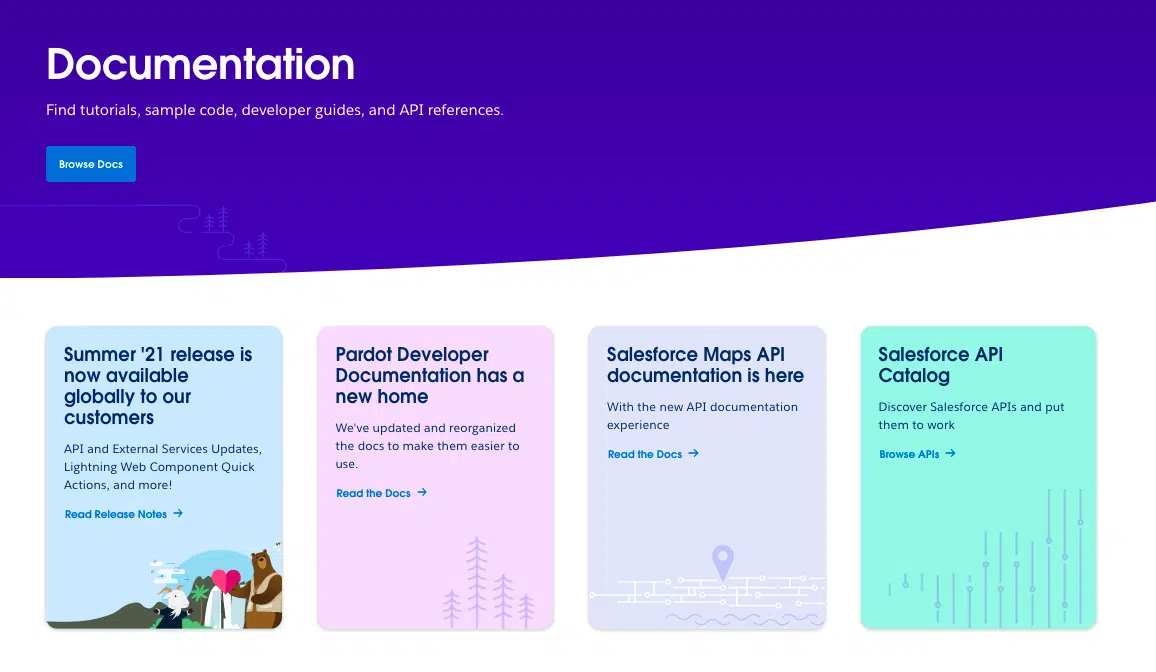 Documentation
Find tutorials, sample code, developer guides, and API references.
Browse Docs
Summer '21 release is
now available
globally to our
customers
API and External Services Updates,
Lightning Web Component Quick
Actions, and more!
Read Release Notes
Pardot Developer
Documentation has a
new home
We've updated and reorganized
the docs to make them easier to
use.
Read the Docs
Salesforce Maps API
documentation is here
With the new API documentation
experience
Read the Docs
Salesforce API
Catalog
Discover Salesforce APIs and put
them to work
Browse APIs